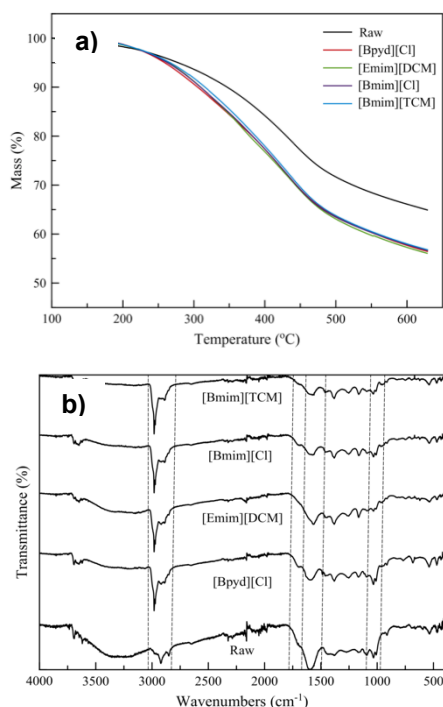 a)
Raw
[Bpyd][Cl]
[Emim][DCM]
[Bmim][Cl]
[Bmim][TCM]
100
90
80
70
60
50
Mass (%)
100 200 300 400 500 600
Temperature (ºC)
b)
[Bmim][TCM]
[Bmim][Cl]
[Emim][DCM]
[Bpyd][Cl]
Raw
Transmittance (%)
4000 3500 3000 2500 2000 1500 1000 500
Wavenumbers (cm-1)